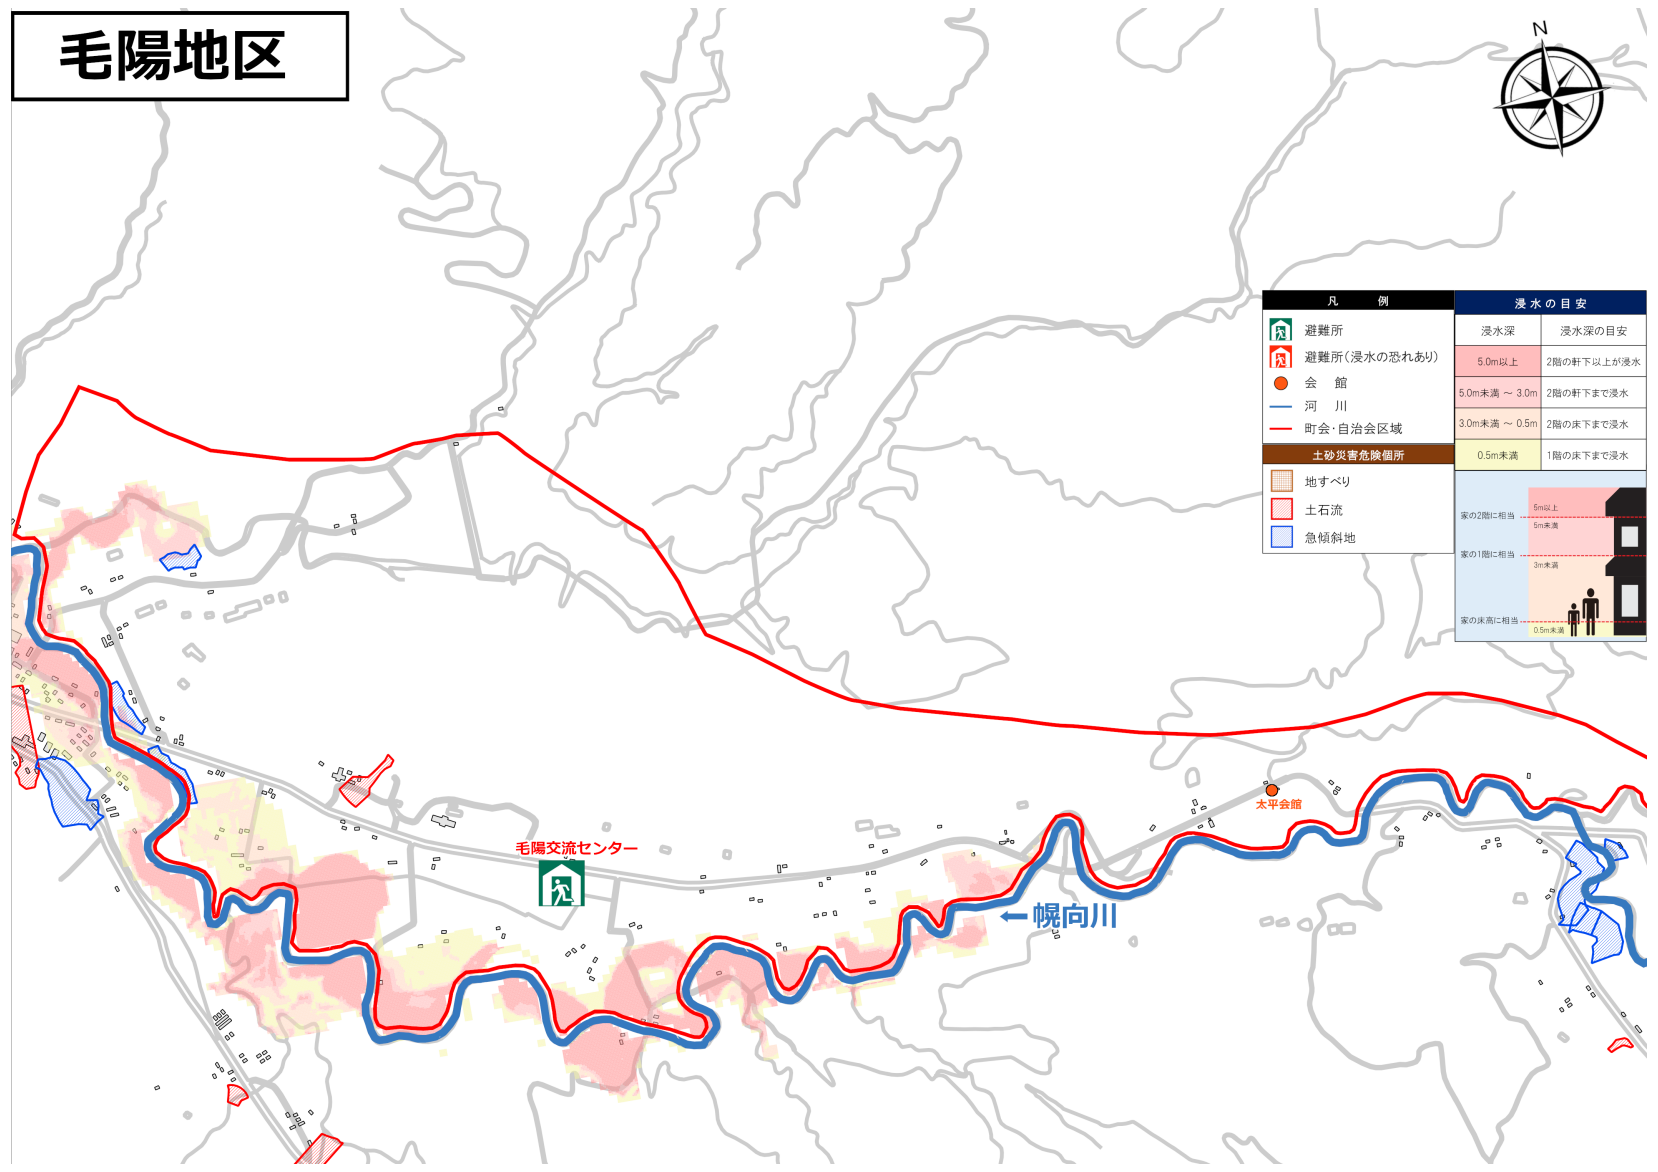 毛陽地区
N
凡 例
避難所
避難所(浸水の恐れあり)
会 館
河 川
町会・自治会区域
土砂災害危険個所
地すべり
土石流
急傾斜地
浸水の目安
浸水深 浸水深の目安
5.0m以上 2階の軒下以上が浸水
5.0m未満 ～ 3.0m 2階の軒下まで浸水
3.0m未満 ～ 0.5m 2階の床下まで浸水
0.5m未満 1階の床下まで浸水
5m以上
家の2階に相当
5m未満
家の1階に相当
3m未満
家の床高に相当
0.5m未満
太平会館
毛陽交流センター
←幌向川